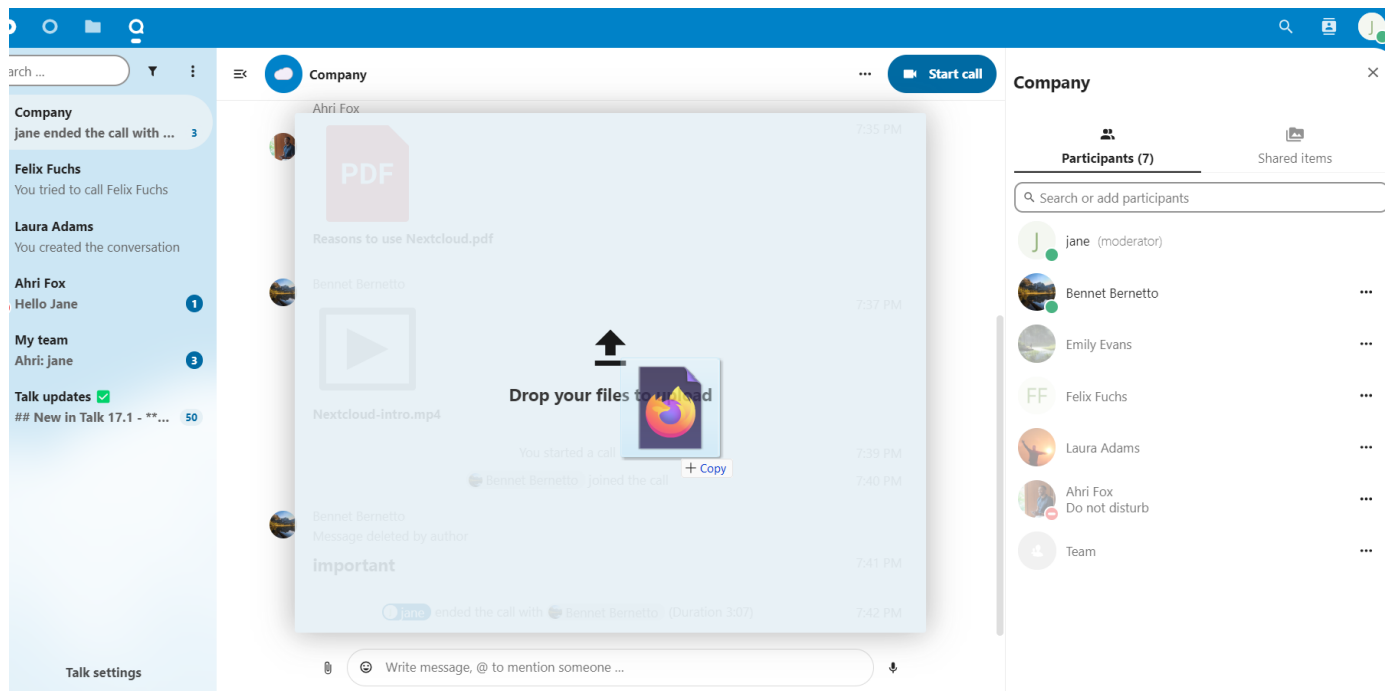 J
arch ...
Company
jane ended the call with ... 3
Felix Fuchs
You tried to call Felix Fuchs
Laura Adams
You created the conversation
Ahri Fox
Hello Jane 1
My team
Ahri: jane 3
Talk updates ✅
## New in Talk 17.1 - **... 50
Talk settings
Company
Start call
Ahri Fox
7:35 PM
PDF
Reasons to use Nextcloud.pdf
Bennet Bernetto
7:37 PM
Drop your files to upload
Nextcloud-intro.mp4
+ Copy
You started a call 7:39 PM
Bennet Bernetto joined the call 7:40 PM
Bennet Bernetto
Message deleted by author
important 7:41 PM
jane ended the call with Bennet Bernetto (Duration 3:07) 7:42 PM
Write message, @ to mention someone ...
Company
Participants (7)
Shared items
Search or add participants
J jane (moderator)
Bennet Bernetto
Emily Evans
FF Felix Fuchs
Laura Adams
Ahri Fox
Do not disturb
Team